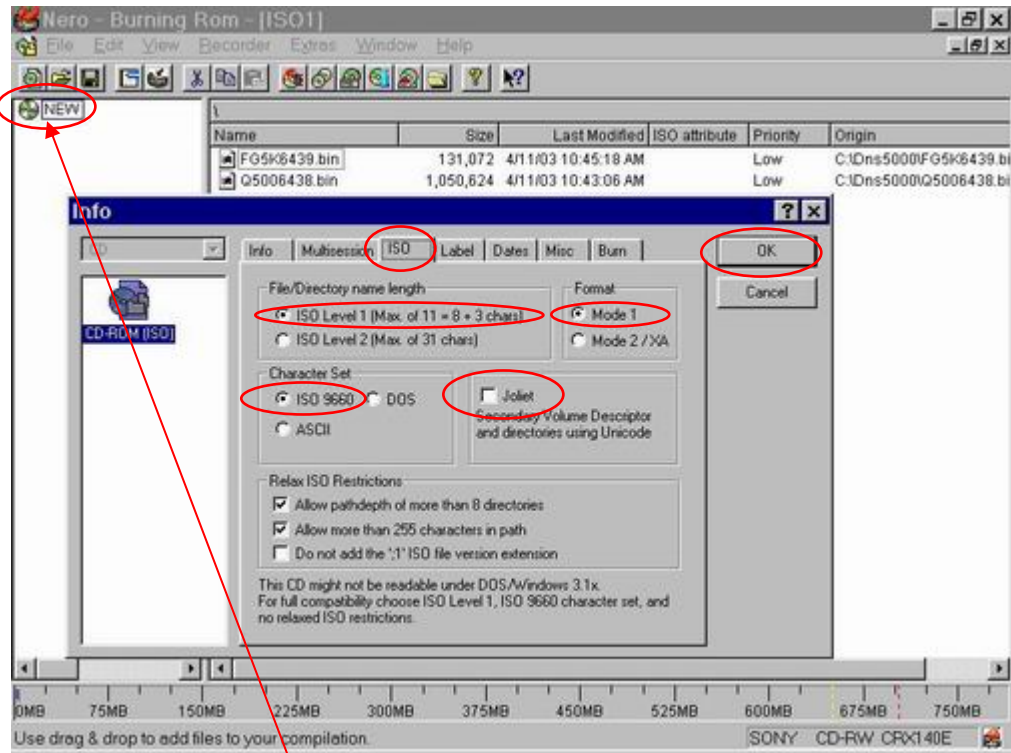 Nero - Burning Rom - [ISO1]
File Edit View Recorder Extras Window Help
NEW
\
Name Size Last Modified ISO attribute Priority Origin
FG5K6439.bin 131,072 4/11/03 10:45:18 AM Low C:\Dns5000\FG5K6439.bi
Q5006438.bin 1,050,624 4/11/03 10:43:06 AM Low C:\Dns5000\Q5006438.bi
Info
CD
Info Multisession ISO Label Dates Misc Burn
OK
Cancel
CD-ROM (ISO)
File/Directory name length
ISO Level 1 (Max. of 11 = 8 + 3 chars)
ISO Level 2 (Max. of 31 chars)
Format
Mode 1
Mode 2 / XA
Character Set
ISO 9660 DOS
ASCII
Joliet
Secondary Volume Descriptor
and directories using Unicode
Relax ISO Restrictions
Allow pathdepth of more than 8 directories
Allow more than 255 characters in path
Do not add the ';1' ISO file version extension
This CD might not be readable under DOS/Windows 3.1x.
For full compatibility choose ISO Level 1, ISO 9660 character set, and
no relaxed ISO restrictions.
0MB 75MB 150MB 225MB 300MB 375MB 450MB 525MB 600MB 675MB 750MB
Use drag & drop to add files to your compilation. SONY CD-RW CRX140E